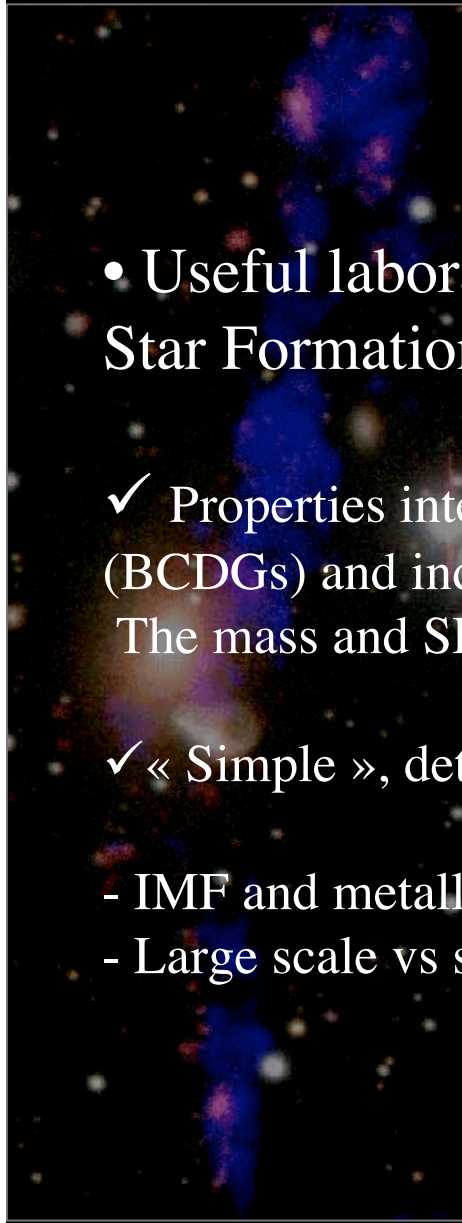 • Useful labor
Star Formation
✓ Properties inte
(BCDGs) and ind
The mass and S
✓« Simple », det
- IMF and metall
- Large scale vs s